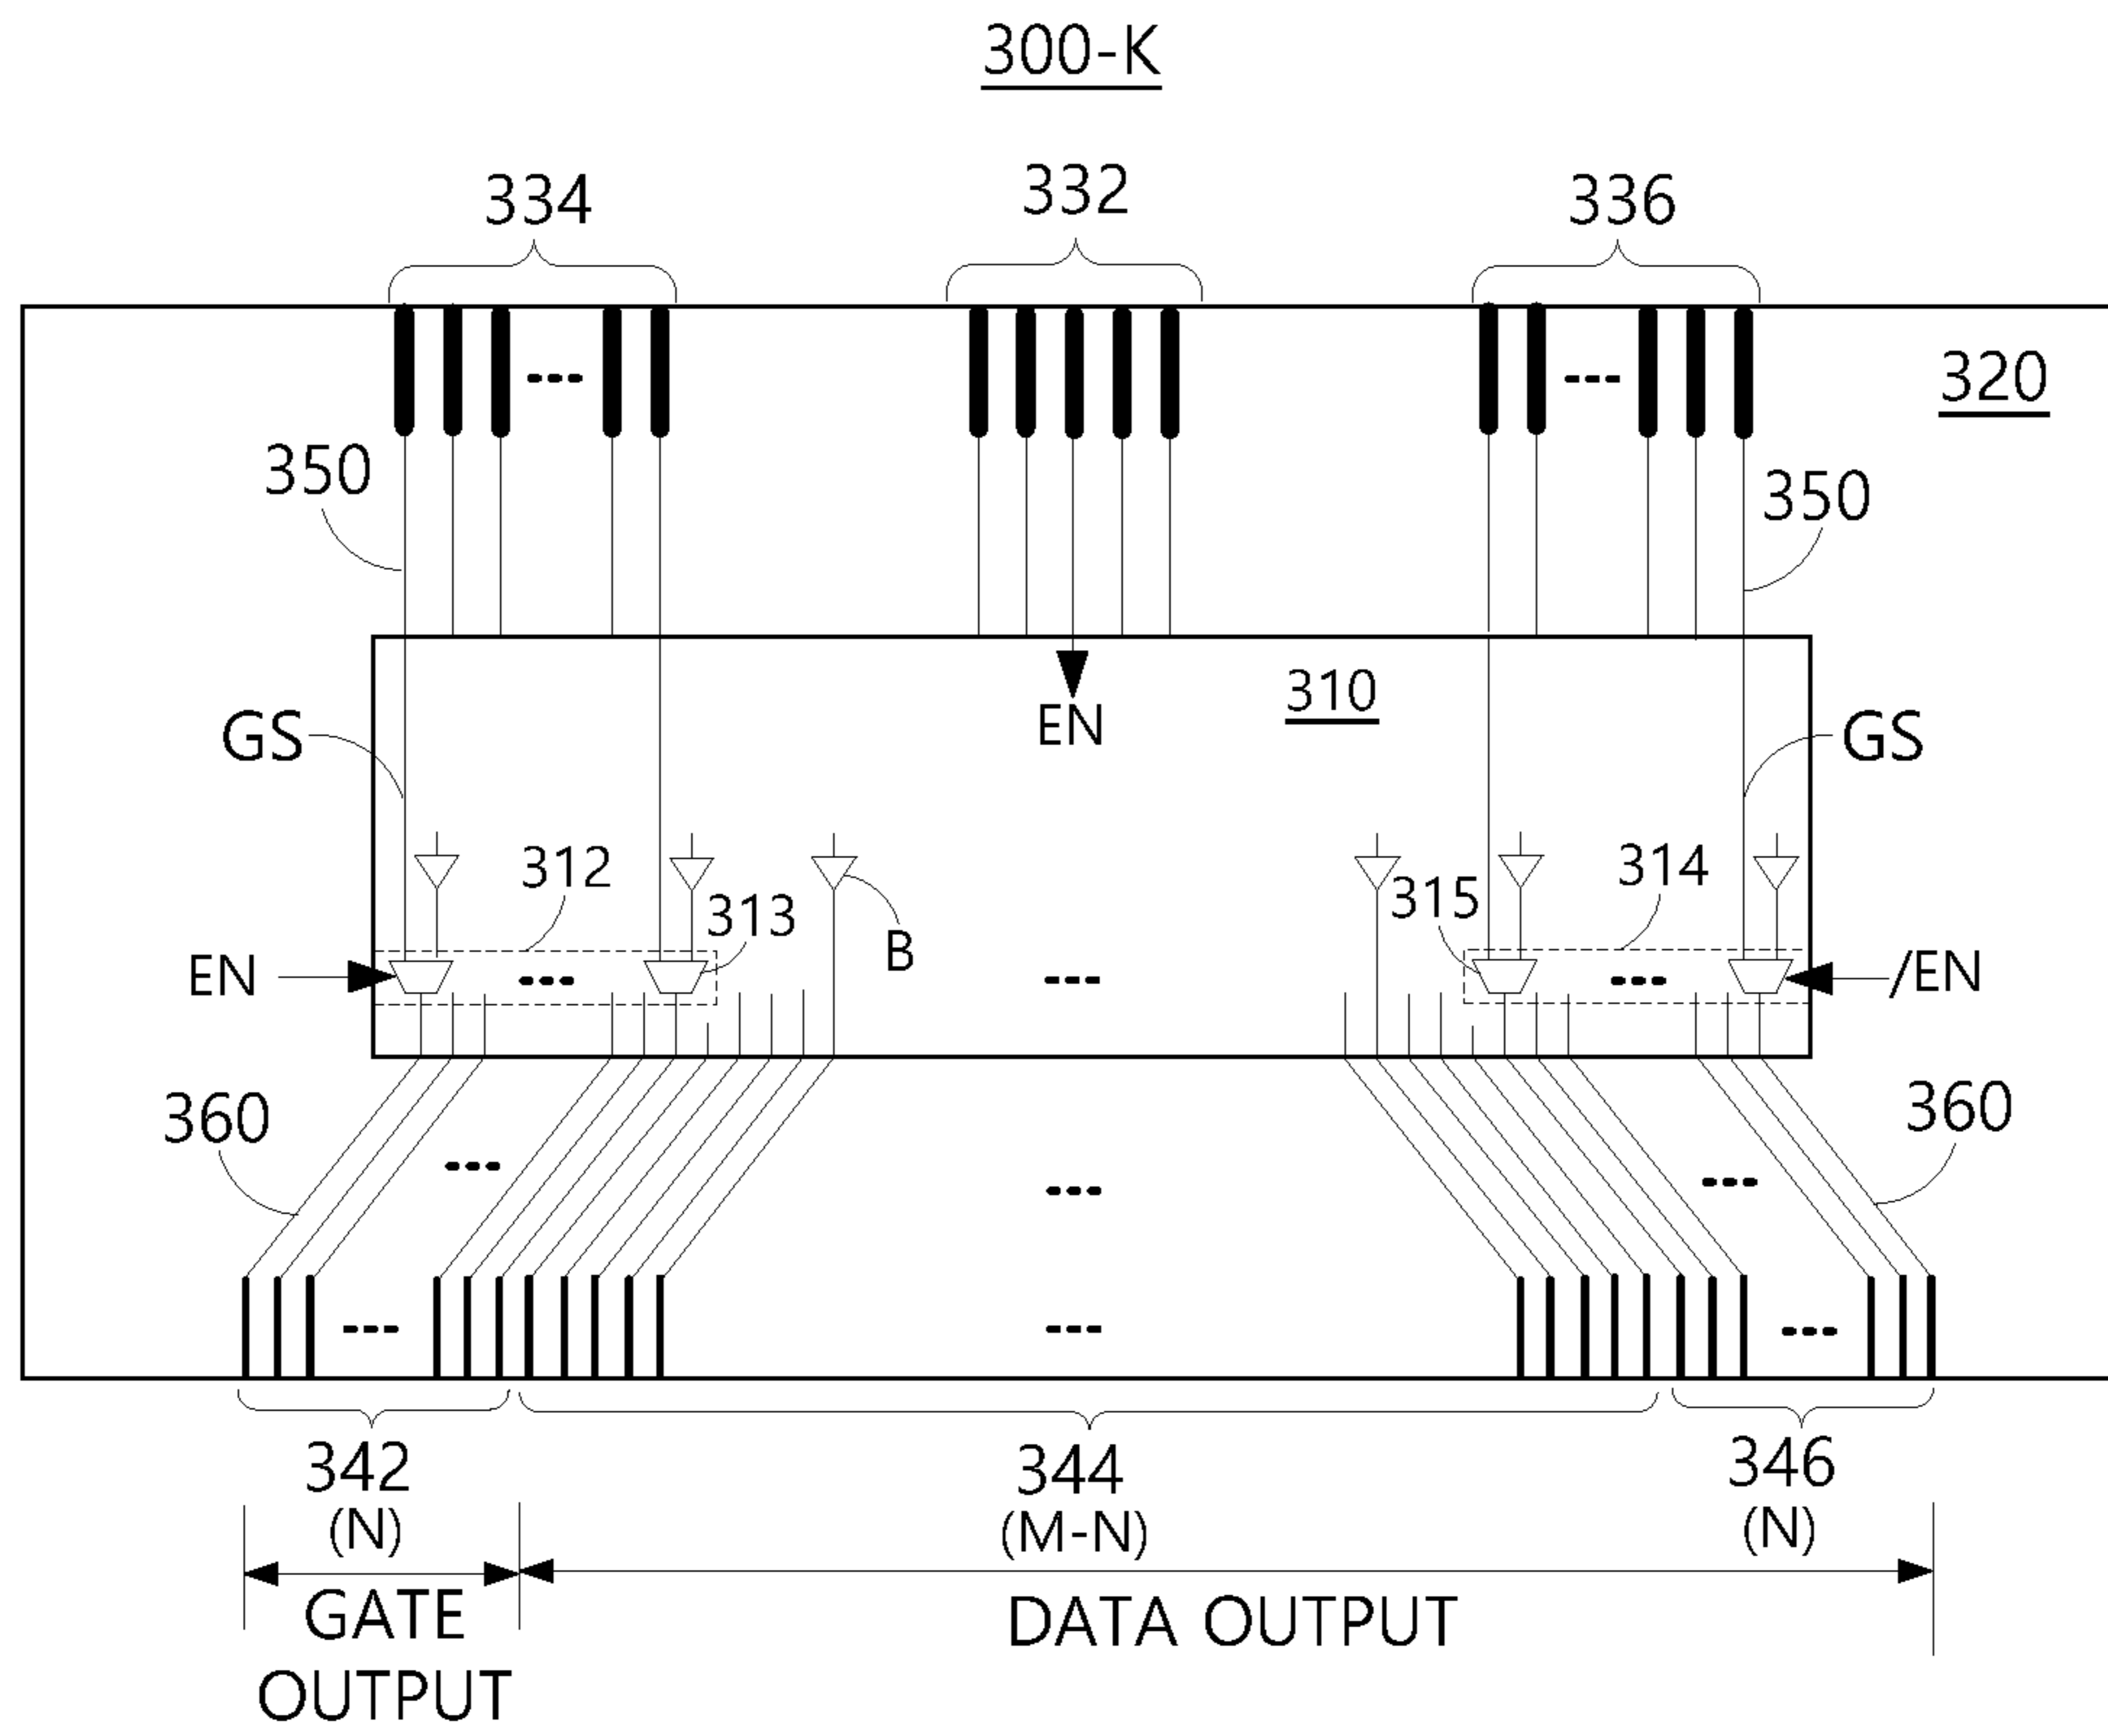 300-K
334
332
336
320
350
350
310
EN
GS
GS
312
313
B
315
314
EN
/EN
360
360
342
(N)
344
(M-N)
346
(N)
GATE
OUTPUT
DATA OUTPUT